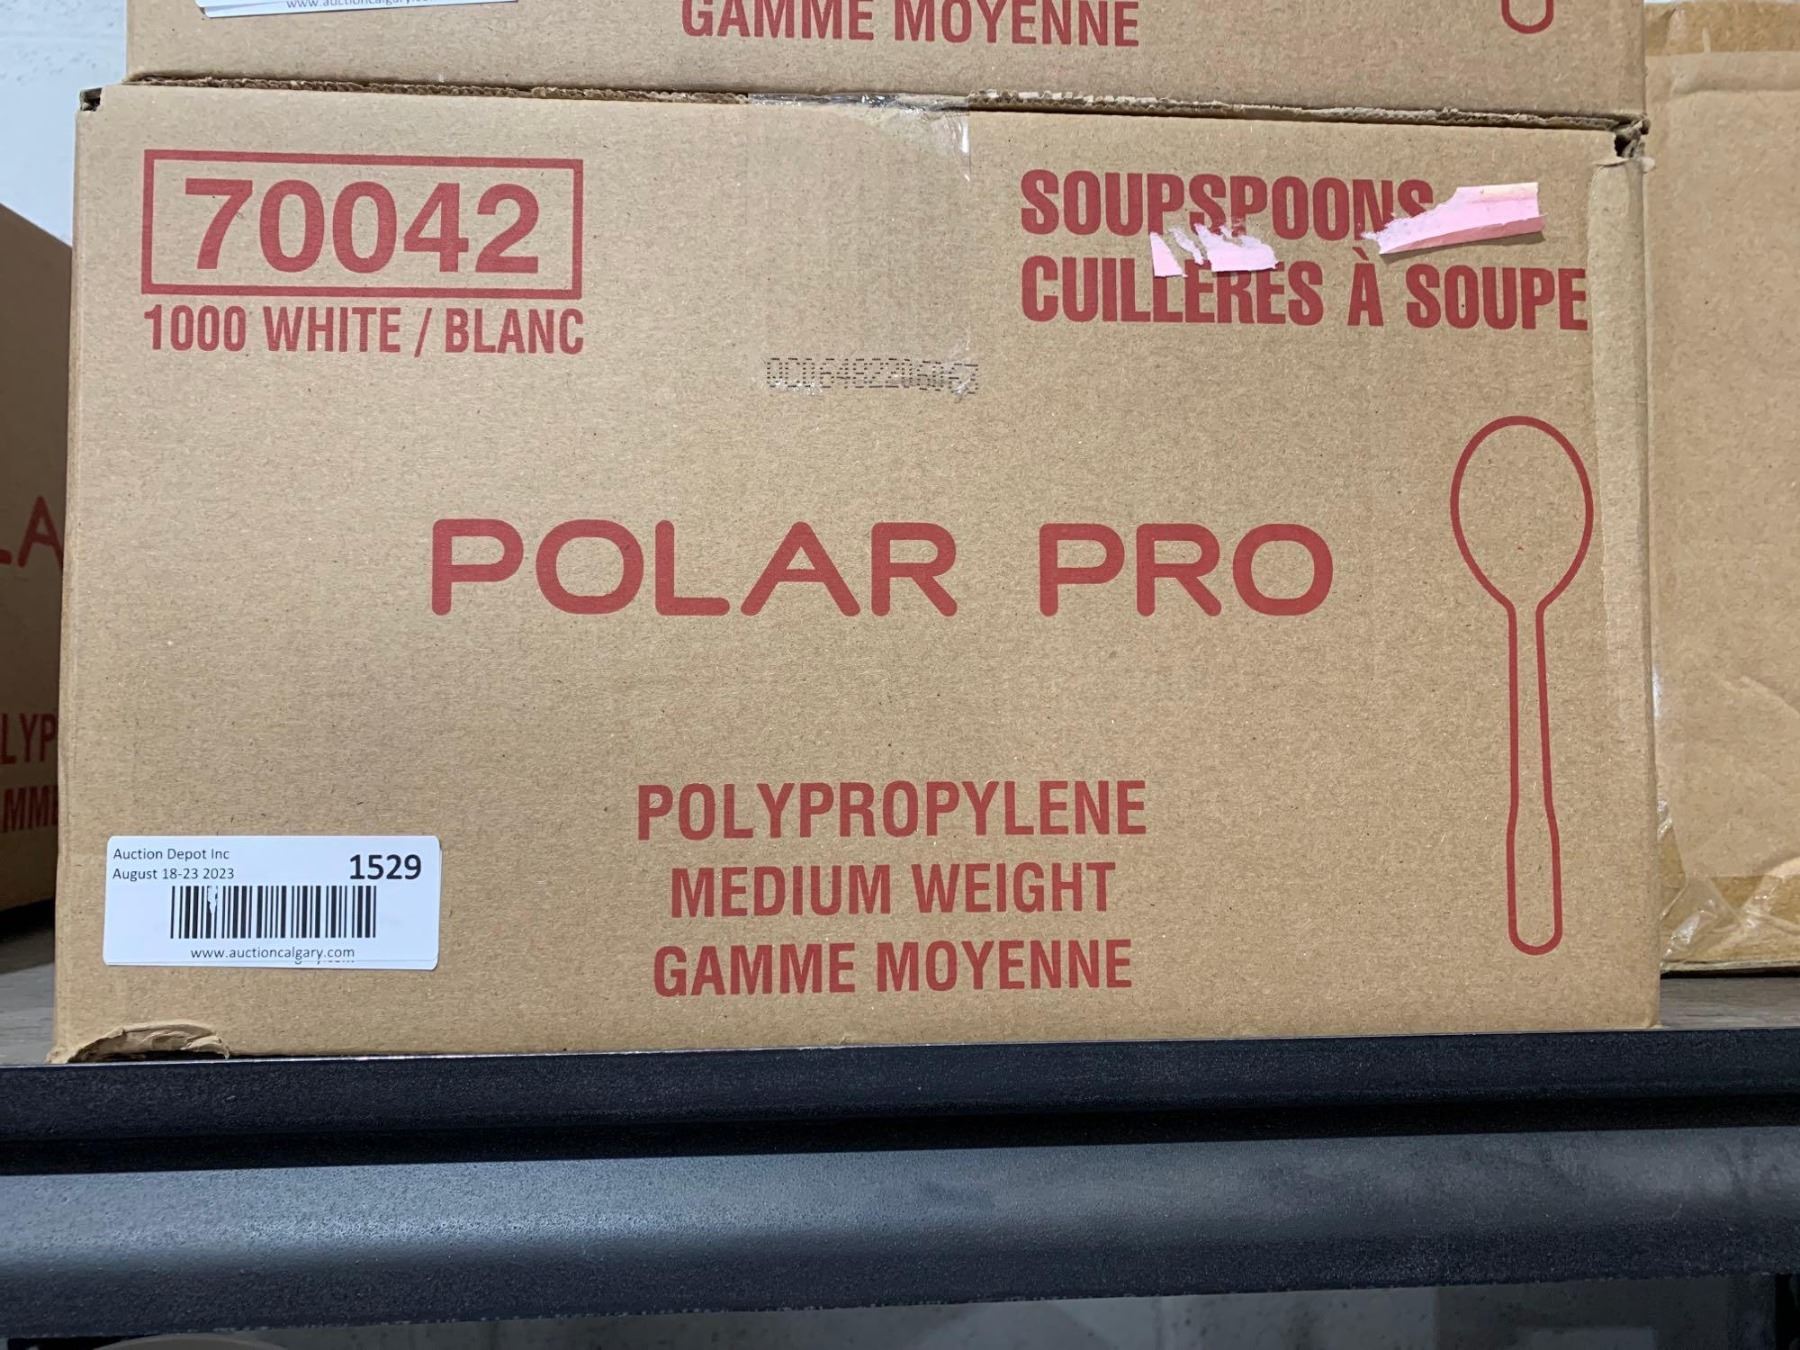 GAMME MOYENNE
70042
1000 WHITE / BLANC
SOUPSPOONS
CUILLÈRES À SOUPE
POLAR PRO
POLYPROPYLENE
MEDIUM WEIGHT
GAMME MOYENNE
Auction Depot Inc
August 18-23 2023
1529
www.auctioncalgary.com